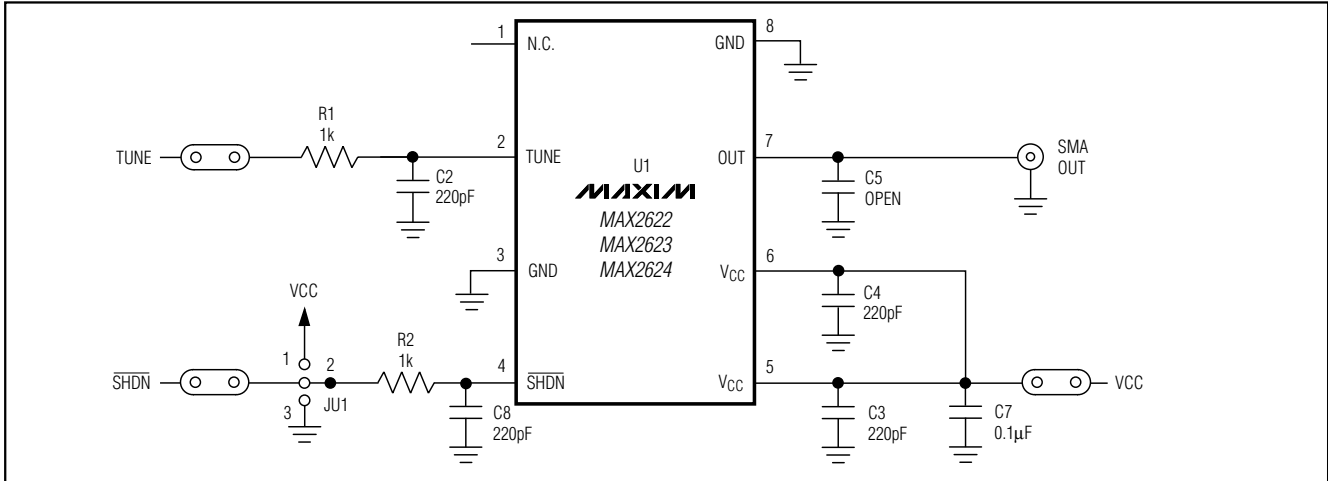 1
N.C.
8
GND
R1
1k
TUNE
2
TUNE
C2
220pF
7
OUT
C5
OPEN
SMA
OUT
U1
MAXIM
MAX2622
MAX2623
MAX2624
3
GND
6
VCC
C4
220pF
VCC
SHDN
1
2
3
JU1
R2
1k
4
SHDN
C8
220pF
5
VCC
C3
220pF
C7
0.1µF
VCC